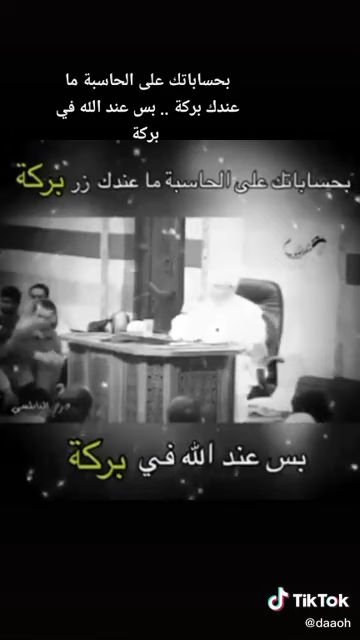 بحساباتك على الحاسبة ما
عندك بركة .. بس عند الله في
بركة
بحساباتك على الحاسبة ما عندك زر بركة
بس عند الله في بركة
TikTok
@daaoh